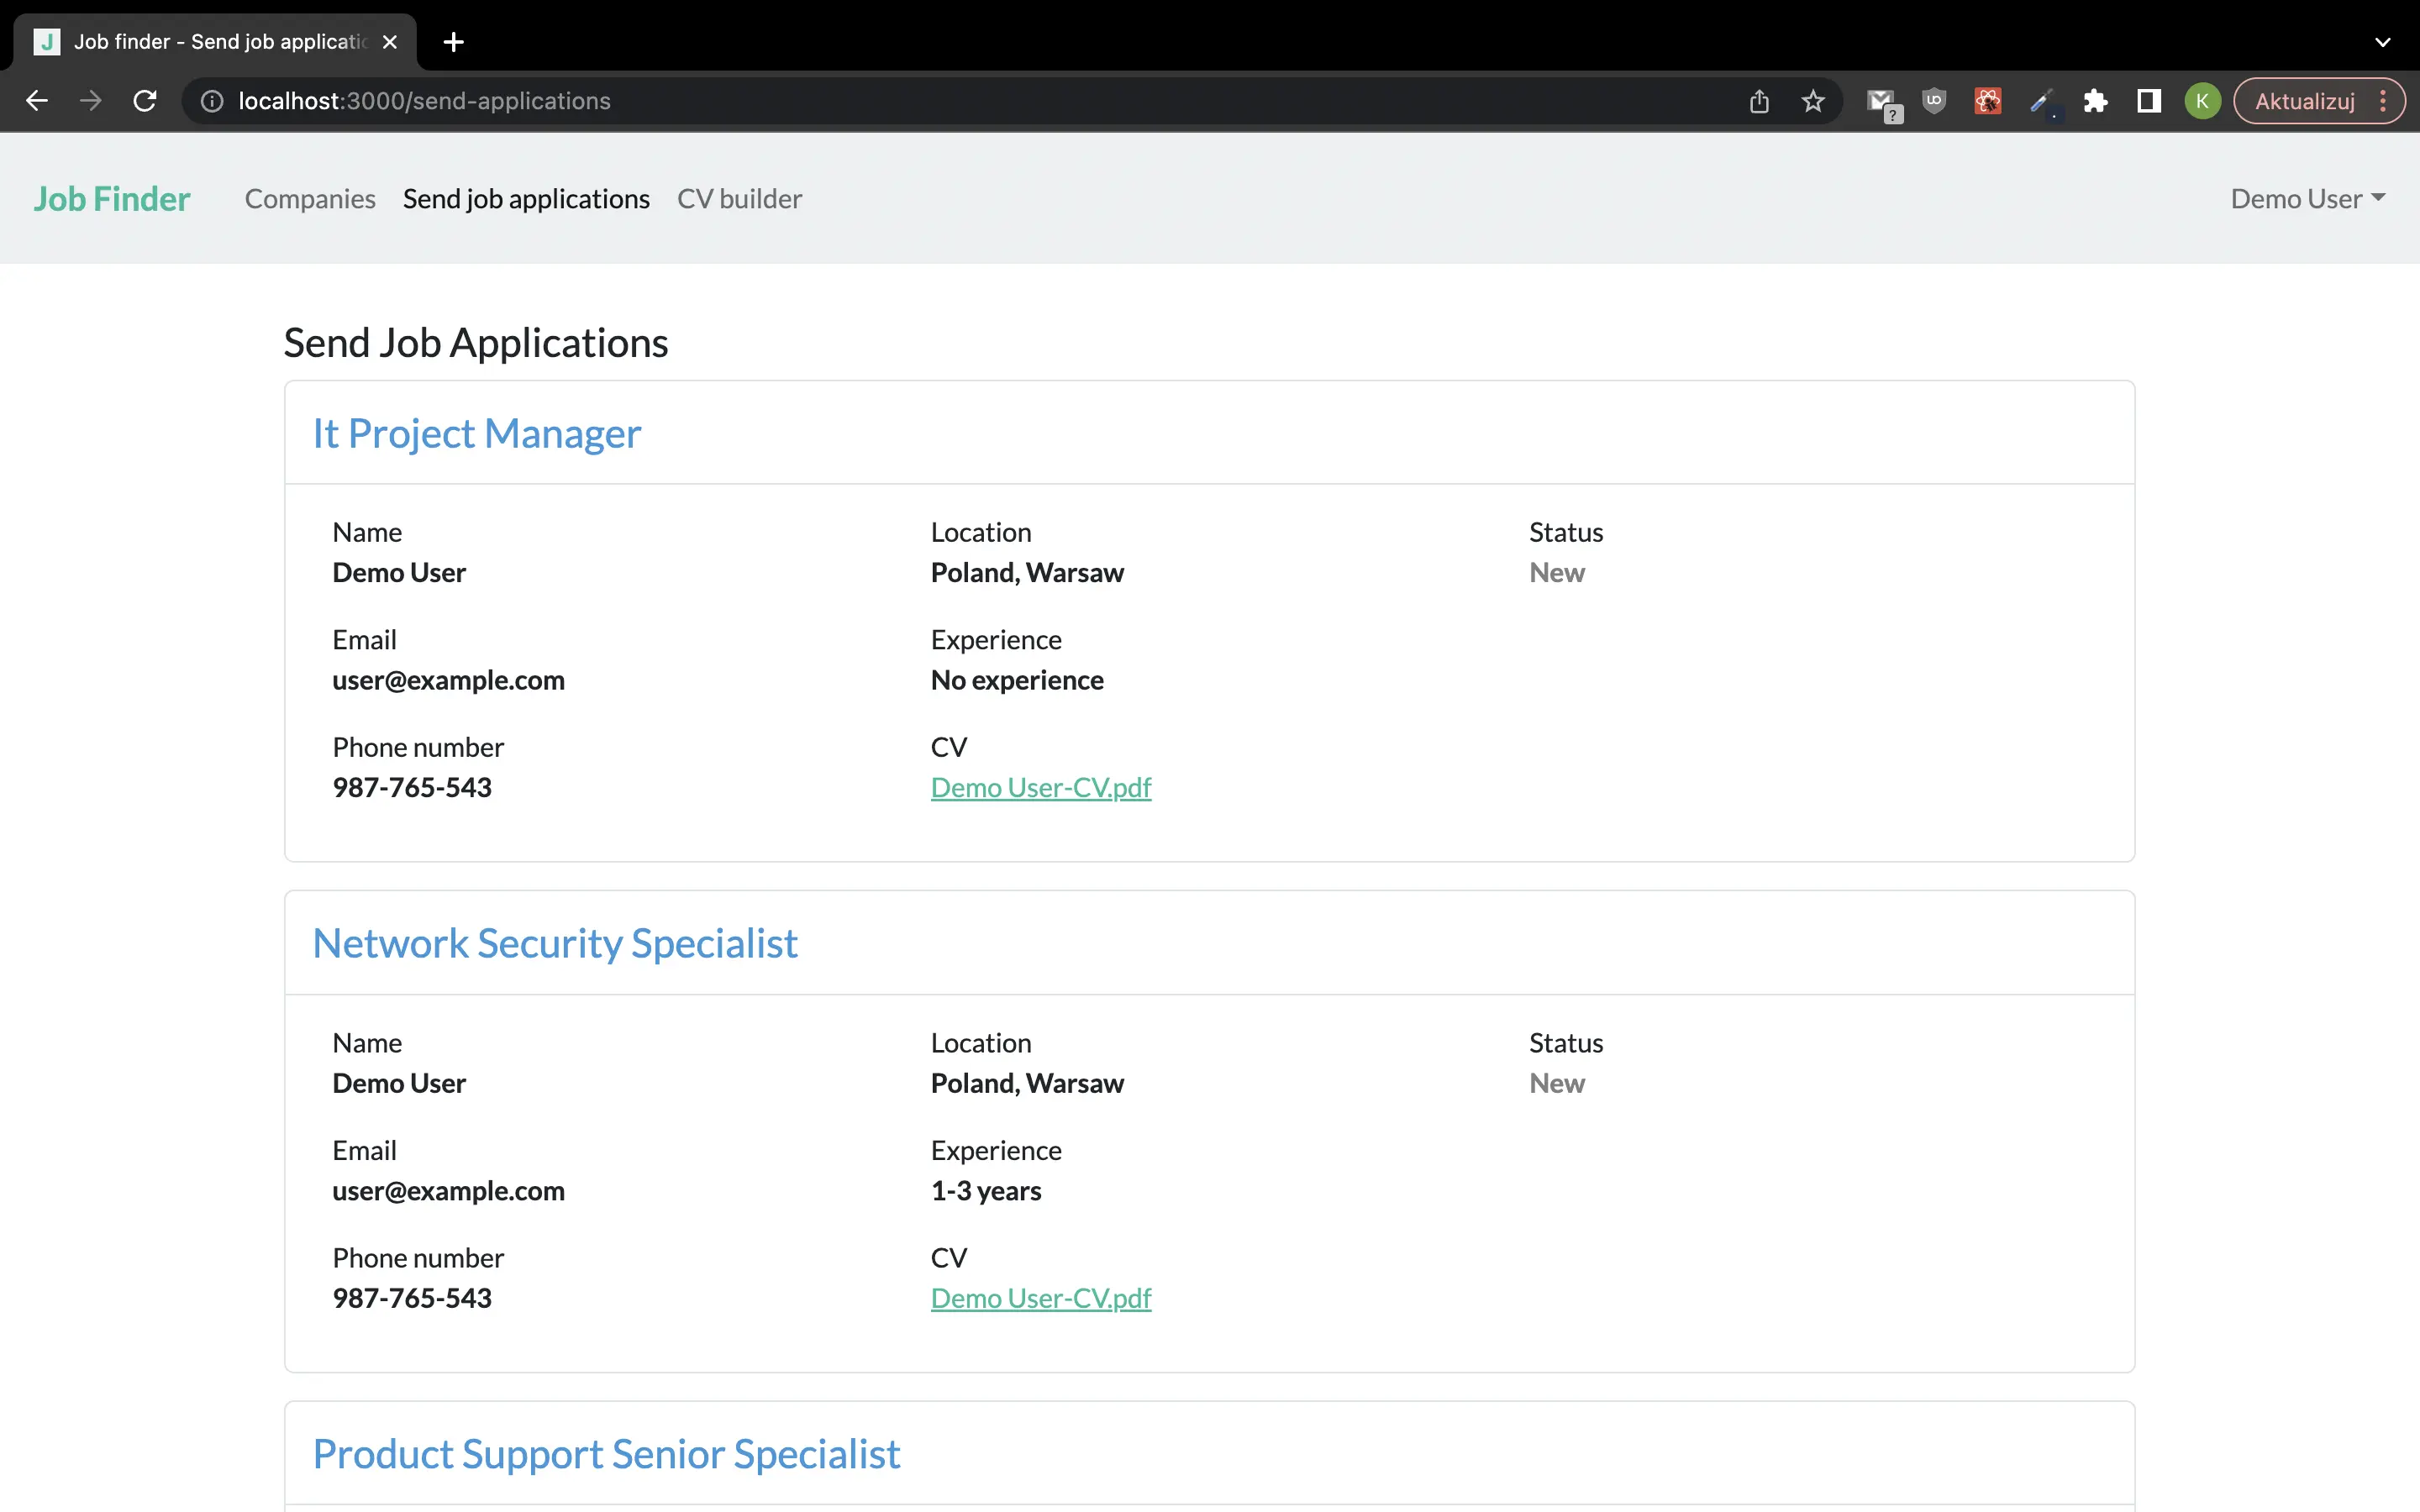 Job finder - Send job applicatic
localhost:3000/send-applications
K
Aktualizuj
Job Finder Companies Send job applications CV builder Demo User
Send Job Applications
It Project Manager
Name Location Status
Demo User Poland, Warsaw New
Email Experience
user@example.com No experience
Phone number CV
987-765-543 Demo User-CV.pdf
Network Security Specialist
Name Location Status
Demo User Poland, Warsaw New
Email Experience
user@example.com 1-3 years
Phone number CV
987-765-543 Demo User-CV.pdf
Product Support Senior Specialist